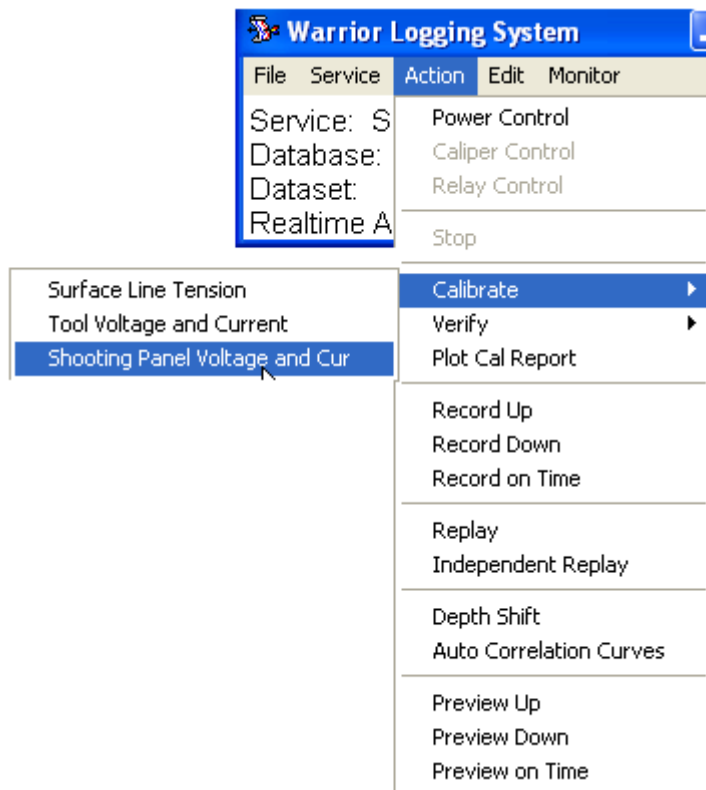 Warrior Logging System
File Service Action Edit Monitor
Service: S
Database:
Dataset:
Realtime A
Power Control
Caliper Control
Relay Control
Stop
Calibrate
Verify
Plot Cal Report
Record Up
Record Down
Record on Time
Replay
Independent Replay
Depth Shift
Auto Correlation Curves
Preview Up
Preview Down
Preview on Time
Surface Line Tension
Tool Voltage and Current
Shooting Panel Voltage and Cur